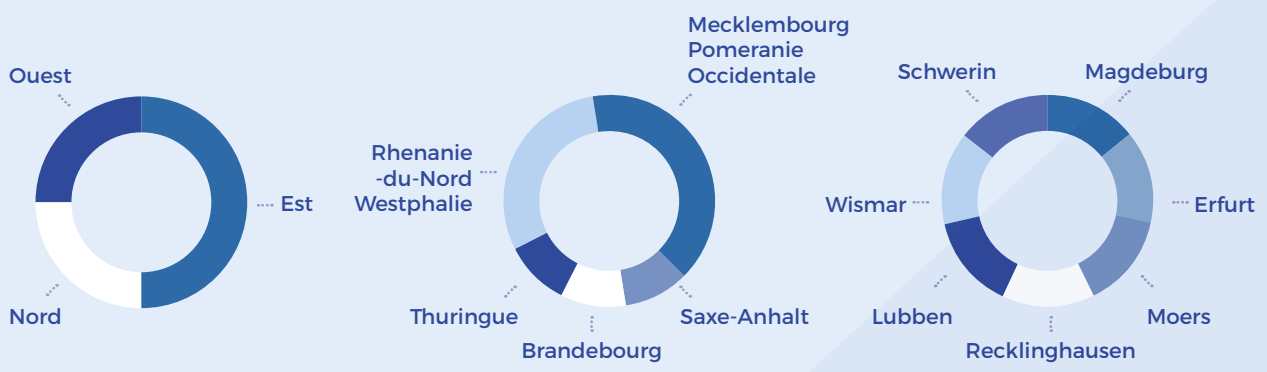 Ouest
Est
Nord
Mecklembourg
Pomeranie
Occidentale
Rhenanie
-du-Nord
Westphalie
Thuringue
Brandebourg
Saxe-Anhalt
Schwerin
Magdeburg
Wismar
Erfurt
Lubben
Recklinghausen
Moers